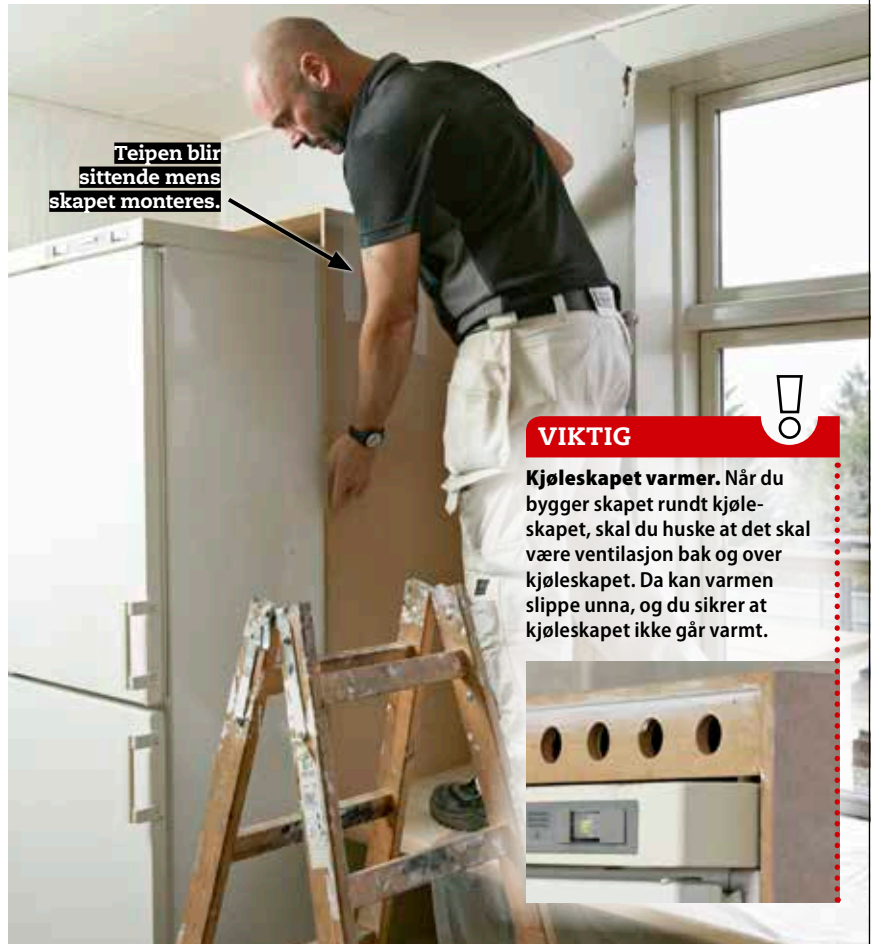 Teipen blir
sittende mens
skapet monteres.
VIKTIG
Kjøleskapet varmer. Når du
bygger skapet rundt kjøle-
skapet, skal du huske at det skal
være ventilasjon bak og over
kjøleskapet. Da kan varmen
slippe unna, og du sikrer at
kjøleskapet ikke går varmt.